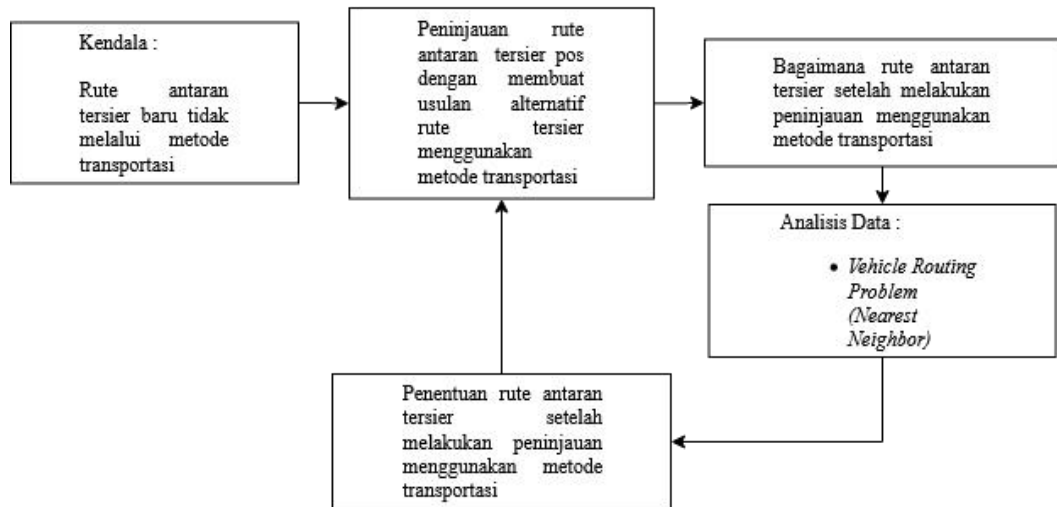 Kendala :
Rute antaran
tersier baru tidak
melalui metode
transportasi
Peninjauan rute
antaran tersier pos
dengan membuat
usulan alternatif
rute tersier
menggunakan
metode transportasi
Bagaimana rute antaran
tersier setelah melakukan
peninjauan menggunakan
metode transportasi
Analisis Data :
• Vehicle Routing
Problem
(Nearest
Neighbor)
Penentuan rute antaran
tersier setelah
melakukan peninjauan
menggunakan metode
transportasi